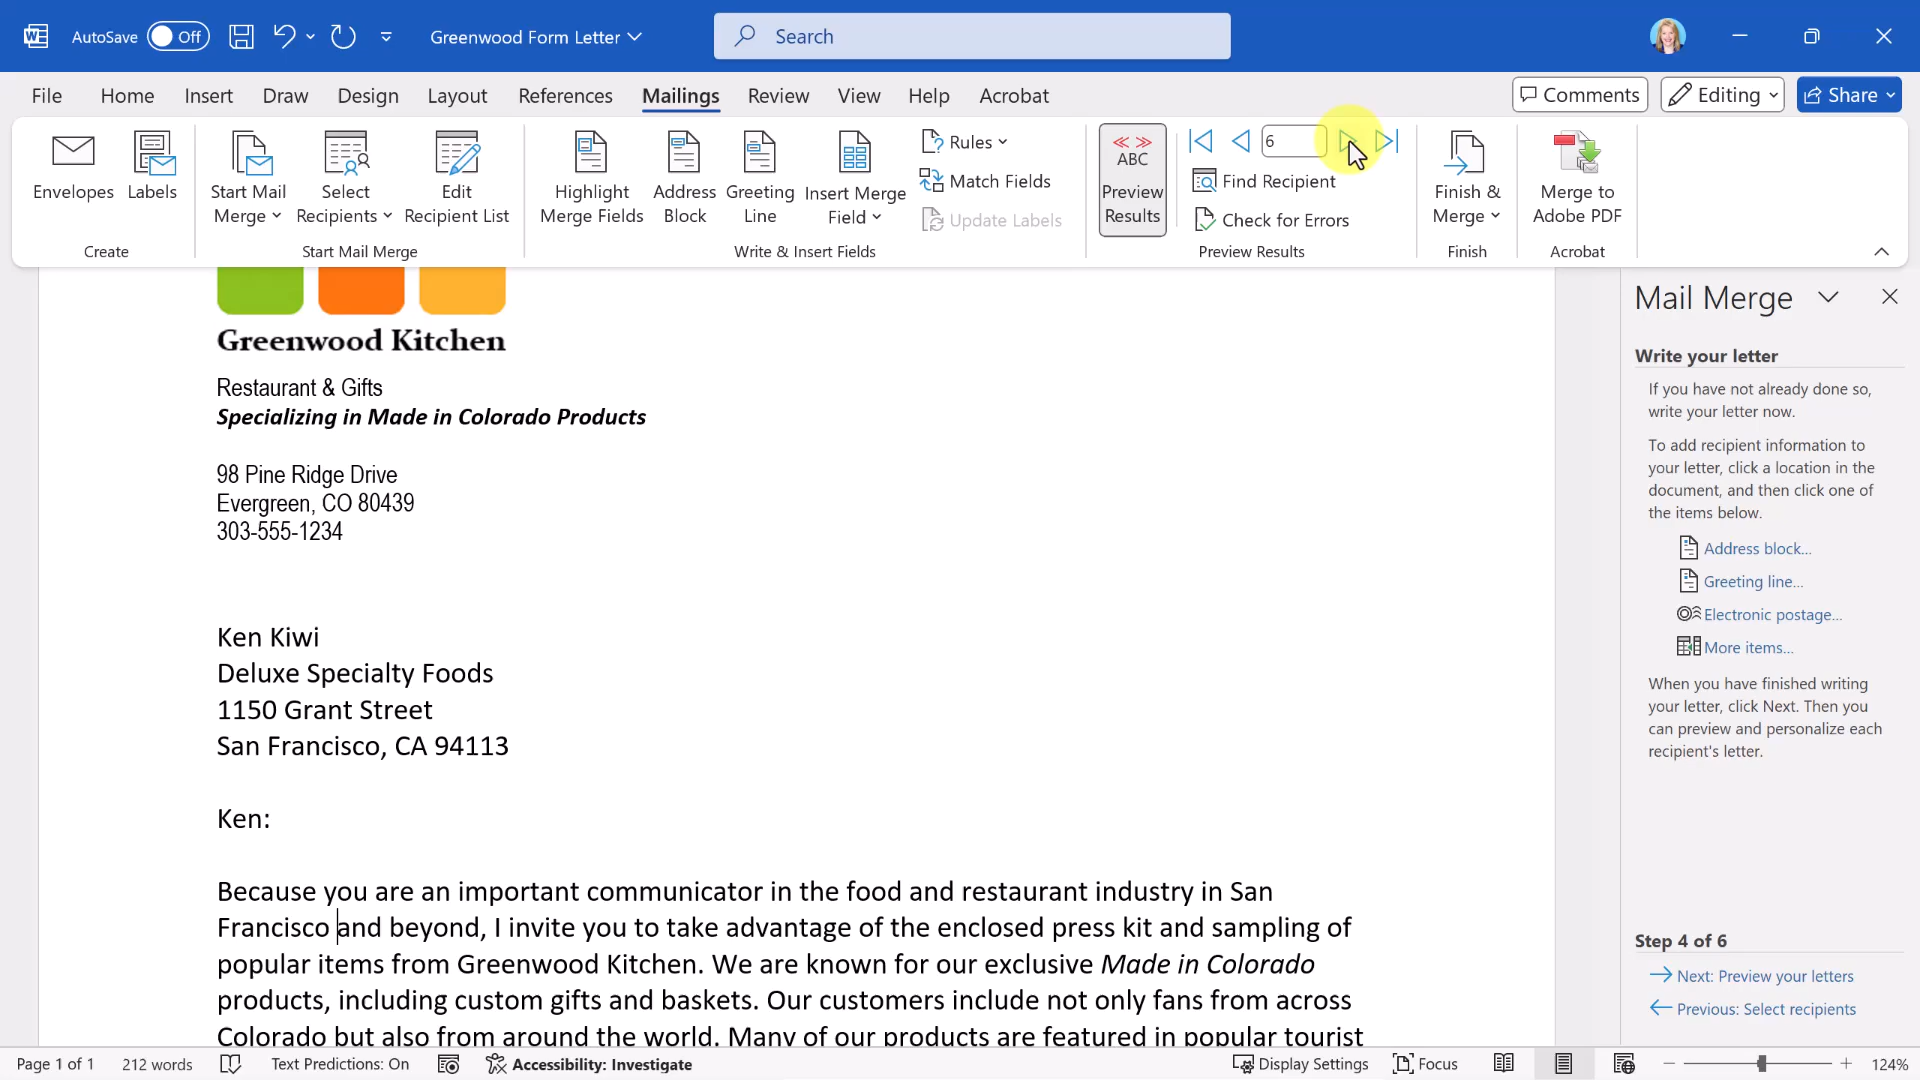 AutoSave Off Greenwood Form Letter Search
File Home Insert Draw Design Layout References Mailings Review View Help Acrobat Comments Editing Share
Envelopes Labels
Create
Start Mail Merge
Select Recipients
Edit Recipient List
Start Mail Merge
Highlight Merge Fields
Address Block
Greeting Line
Insert Merge Field
Rules
Match Fields
Update Labels
Write & Insert Fields
ABC
Preview Results
6
Find Recipient
Check for Errors
Preview Results
Finish & Merge
Finish
Merge to Adobe PDF
Acrobat
Greenwood Kitchen
Restaurant & Gifts
Specializing in Made in Colorado Products
98 Pine Ridge Drive
Evergreen, CO 80439
303-555-1234
Ken Kiwi
Deluxe Specialty Foods
1150 Grant Street
San Francisco, CA 94113
Ken:
Because you are an important communicator in the food and restaurant industry in San
Francisco and beyond, I invite you to take advantage of the enclosed press kit and sampling of
popular items from Greenwood Kitchen. We are known for our exclusive Made in Colorado
products, including custom gifts and baskets. Our customers include not only fans from across
Colorado but also from around the world. Many of our products are featured in popular tourist
Mail Merge
Write your letter
If you have not already done so,
write your letter now.
To add recipient information to
your letter, click a location in the
document, and then click one of
the items below.
Address block...
Greeting line...
Electronic postage...
More items...
When you have finished writing
your letter, click Next. Then you
can preview and personalize each
recipient's letter.
Step 4 of 6
Next: Preview your letters
Previous: Select recipients
Page 1 of 1 212 words Text Predictions: On Accessibility: Investigate Display Settings Focus 124%